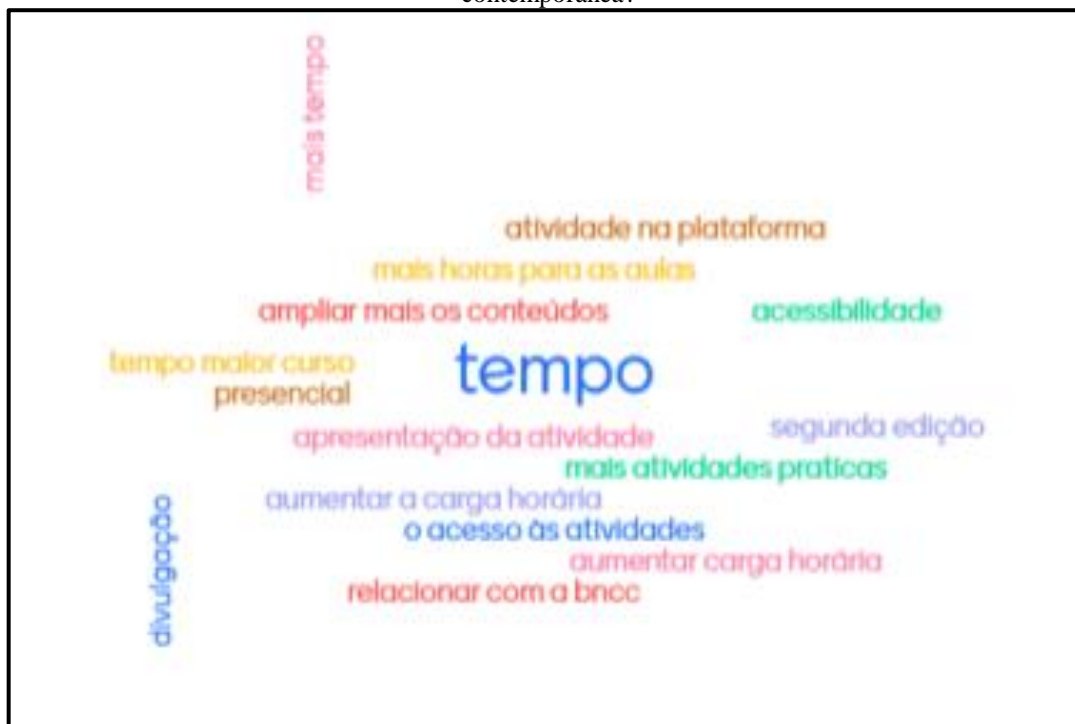 contemporânea?
mais tempo
atividade na plataforma
mais horas para as aulas
ampliar mais os conteúdos
acessibilidade
tempo
tempo maior curso
presencial
segunda edição
apresentação da atividade
mais atividades praticas
aumentar a carga horária
o acesso às atividades
divulgação
aumentar carga horária
relacionar com a bncc